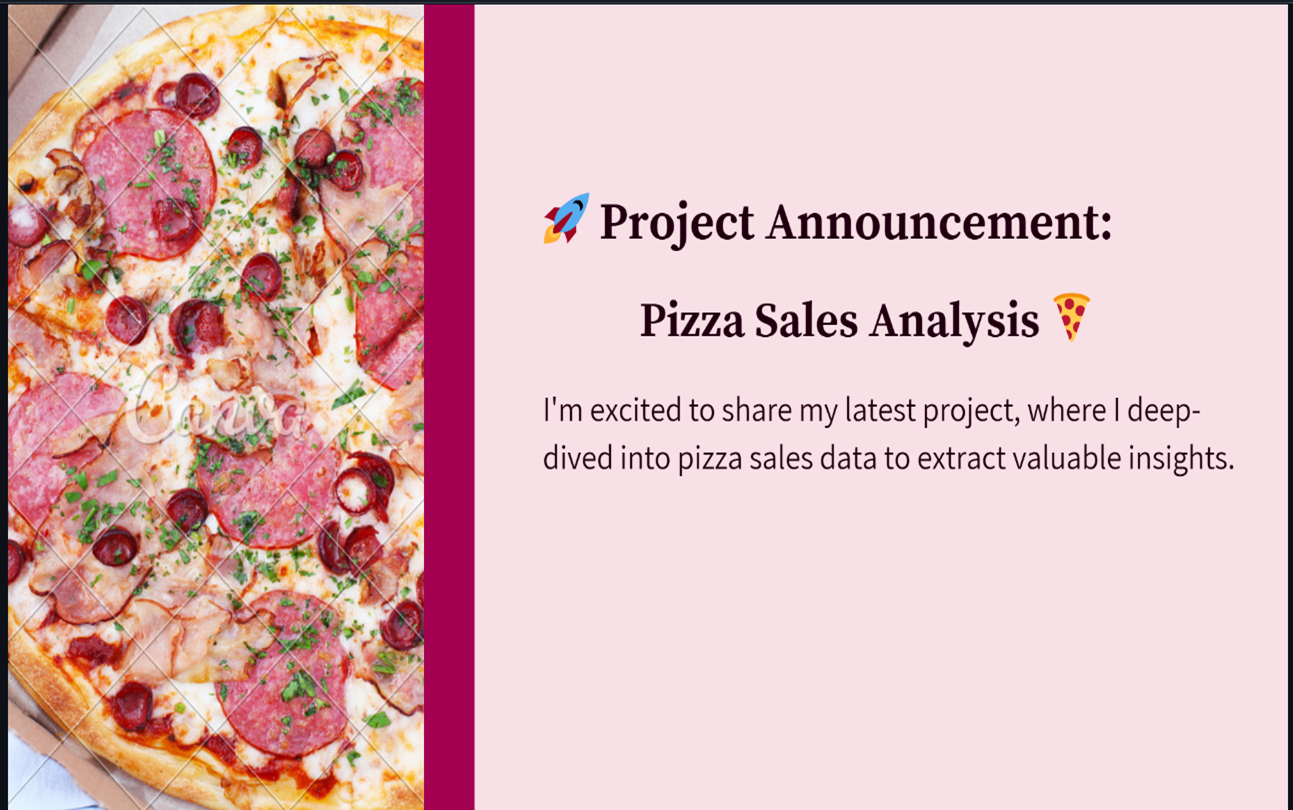 🚀 Project Announcement:
Pizza Sales Analysis 🍕
I'm excited to share my latest project, where I deep-
dived into pizza sales data to extract valuable insights.
Canva